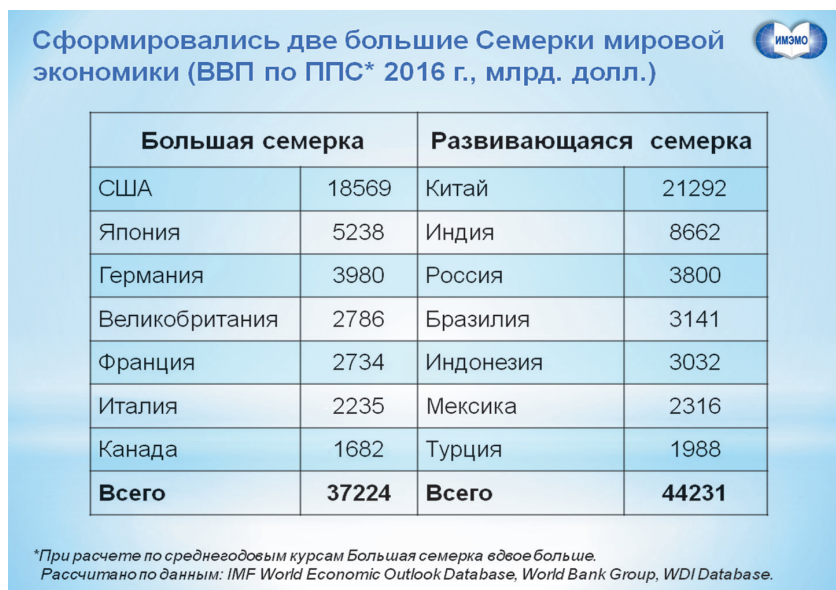 Сформировались две большие Семерки мировой
экономики (ВВП по ППС* 2016 г., млрд. долл.)
ИМЭМО
Большая семерка Развивающаяся семерка
США 18569 Китай 21292
Япония 5238 Индия 8662
Германия 3980 Россия 3800
Великобритания 2786 Бразилия 3141
Франция 2734 Индонезия 3032
Италия 2235 Мексика 2316
Канада 1682 Турция 1988
Всего 37224 Всего 44231
*При расчете по среднегодовым курсам Большая семерка вдвое больше.
Рассчитано по данным: IMF World Economic Outlook Database, World Bank Group, WDI Database.